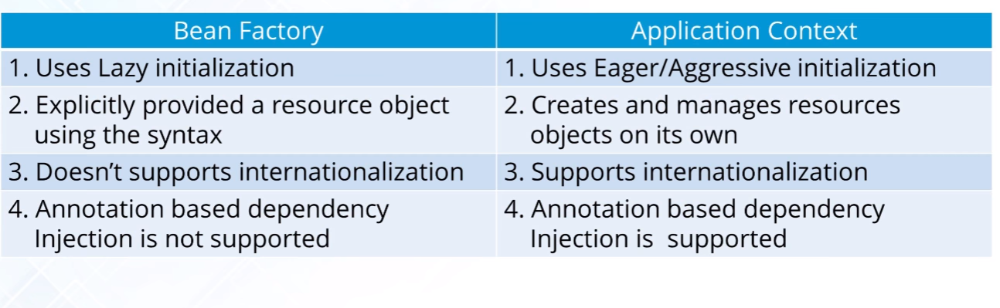 Bean Factory
Application Context
1. Uses Lazy initialization
1. Uses Eager/Aggressive initialization
2. Explicitly provided a resource object
using the syntax
2. Creates and manages resources
objects on its own
3. Doesn’t supports internationalization
3. Supports internationalization
4. Annotation based dependency
Injection is not supported
4. Annotation based dependency
Injection is  supported